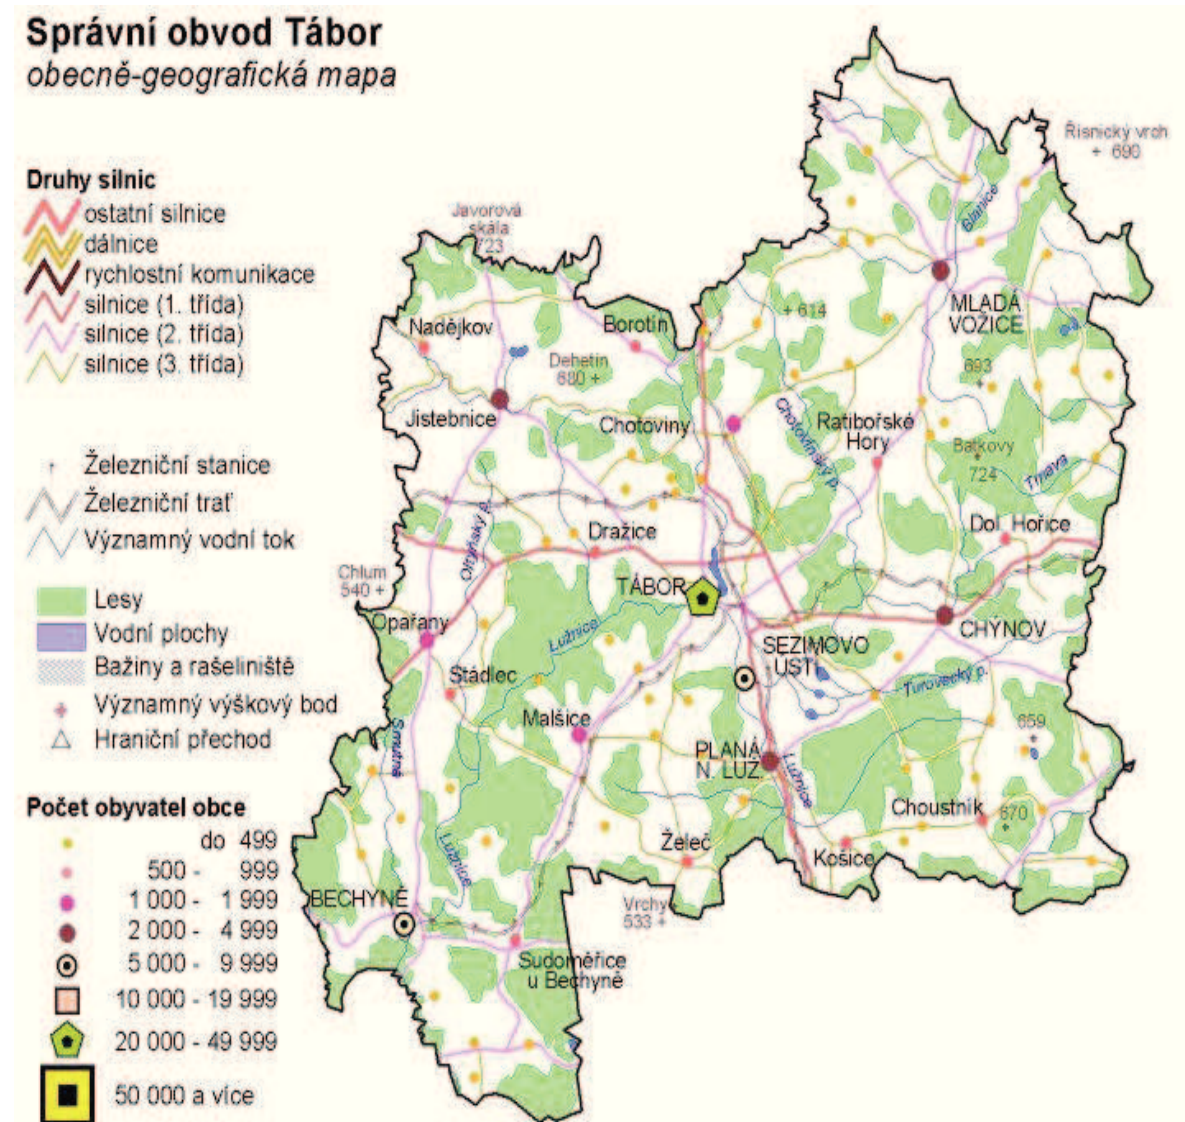 Správní obvod Tábor
obecně-geografická mapa
Druhy silnic
ostatní silnice
dálnice
rychlostní komunikace
silnice (1. třída)
silnice (2. třída)
silnice (3. třída)
Železniční stanice
Železniční trať
Významný vodní tok
Lesy
Vodní plochy
Bažiny a rašeliniště
Významný výškový bod
Hraniční přechod
Počet obyvatel obce
do 499
500 - 999
1 000 - 1 999
2 000 - 4 999
5 000 - 9 999
10 000 - 19 999
20 000 - 49 999
50 000 a více
Řísnický vrch
+ 690
Javorová
skála
723
Blanice
MLADÁ
VOŽICE
+ 614
Nadějkov
Borotín
Dehetín
680 +
693
+
Jistebnice
Chotoviny
Chotovinský p.
Ratibořské
Hory
Batkovy
724
Trnava
Dol. Hořice
Oltyňský p.
Dražice
Chlum
540 +
TÁBOR
CHÝNOV
Opařany
Lužnice
SEZIMOVO
ÚSTÍ
Stádlec
Turovecký p.
Malšice
659
+
Smutná
PLANÁ
N. LUŽ.
Lužnice
Choustník
670
+
Lužnice
Želeč
Košice
BECHYNĚ
Vrchy
533 +
Sudoměřice
u Bechyně